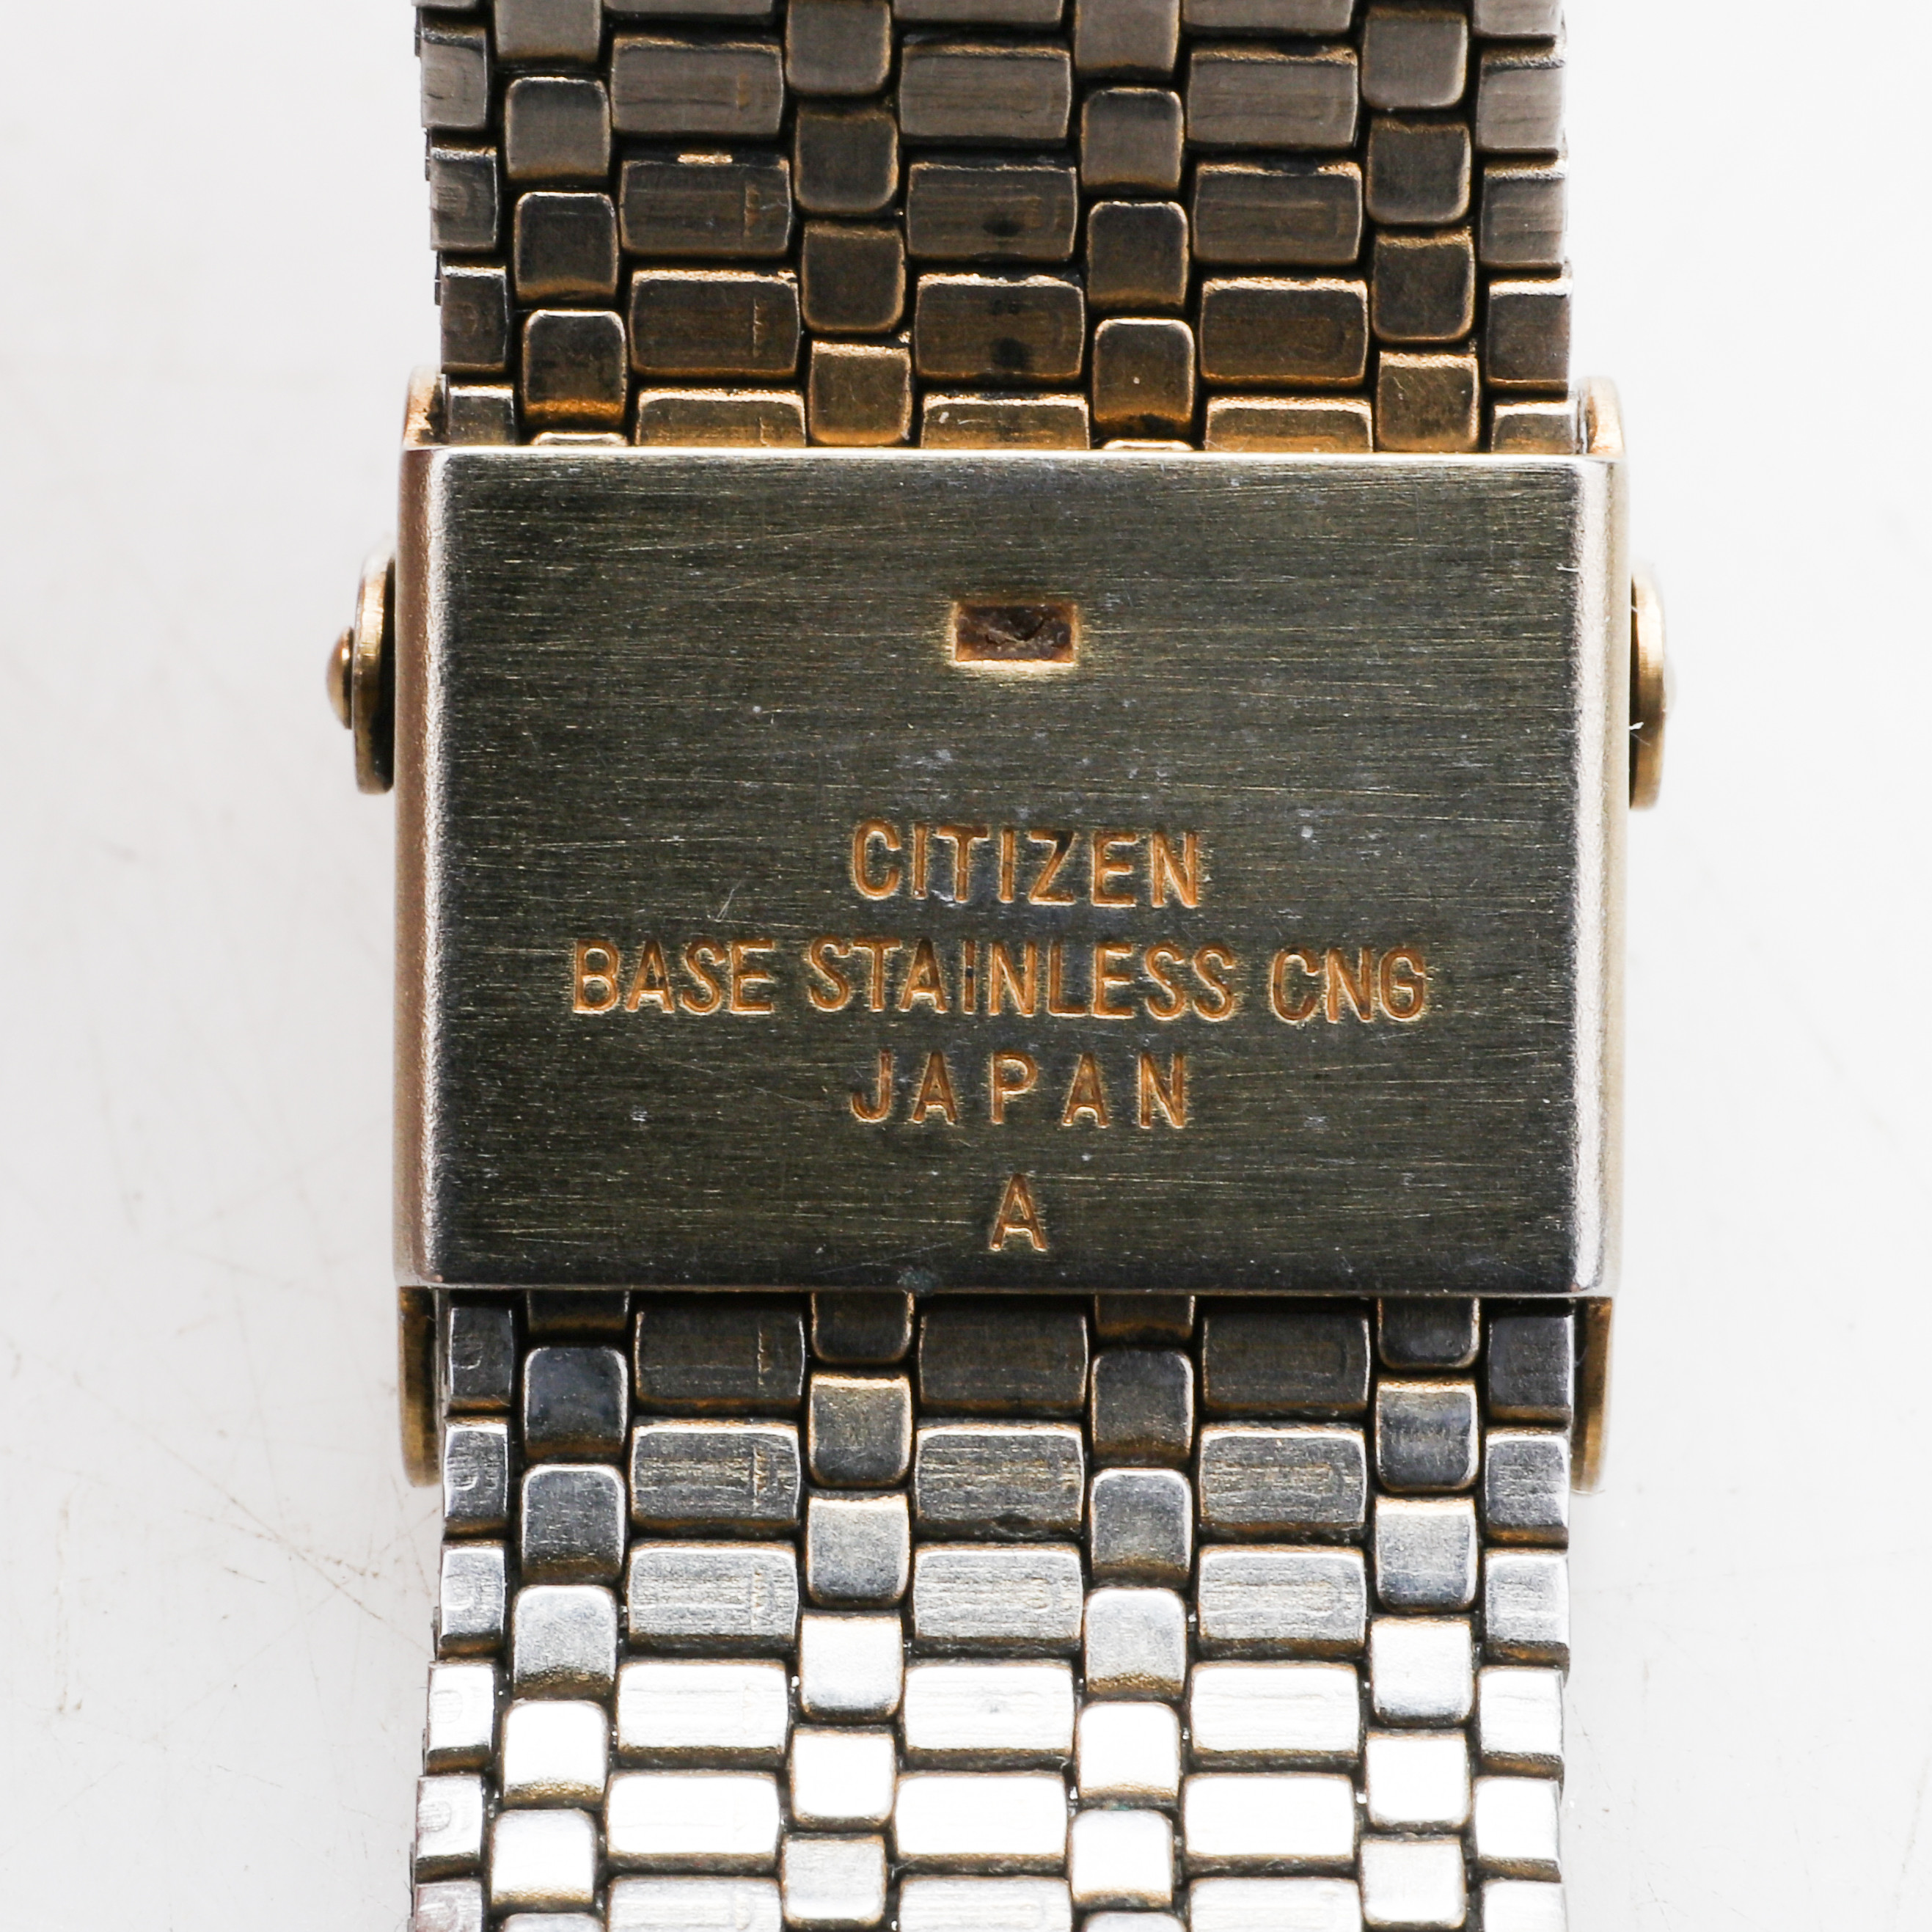 CITIZEN
BASE STAINLESS CNG
JAPAN
A